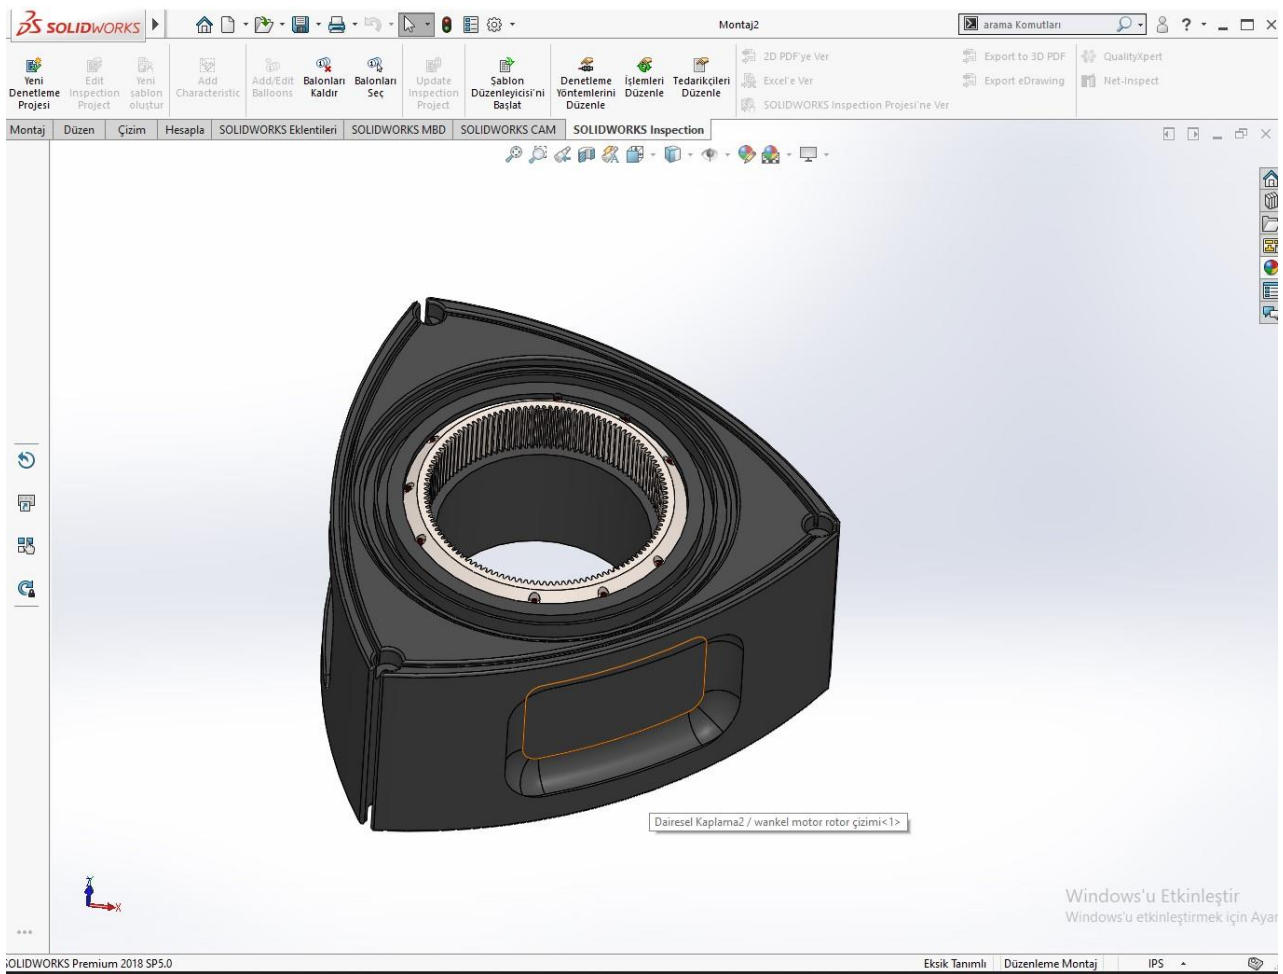 SOLIDWORKS
Montaj2
arama Komutları
Yeni Denetleme Projesi
Edit Inspection Project
Yeni sablon oluştur
Add Characteristic
Add/Edit Balloons
Balonları Kaldır
Balonları Seç
Update Inspection Project
Şablon Düzenleyicisi'ni Başlat
Denetleme Yöntemlerini Düzenle
İşlemleri Düzenle
Tedarikcileri Düzenle
2D PDF'ye Ver
Excel'e Ver
SOLIDWORKS Inspection Projesi'ne Ver
Export to 3D PDF
Export eDrawing
QualityXpert
Net-Inspect
Montaj Düzen Çizim Hesapla SOLIDWORKS Eklentileri SOLIDWORKS MBD SOLIDWORKS CAM SOLIDWORKS Inspection
Dairesel Kaplama2 / wankel motor rotor çizimi<1>
Z
X
Windows'u Etkinleştir
Windows'u etkinleştirmek için Ayar
SOLIDWORKS Premium 2018 SP5.0
Eksik Tanımlı Düzenleme Montaj IPS